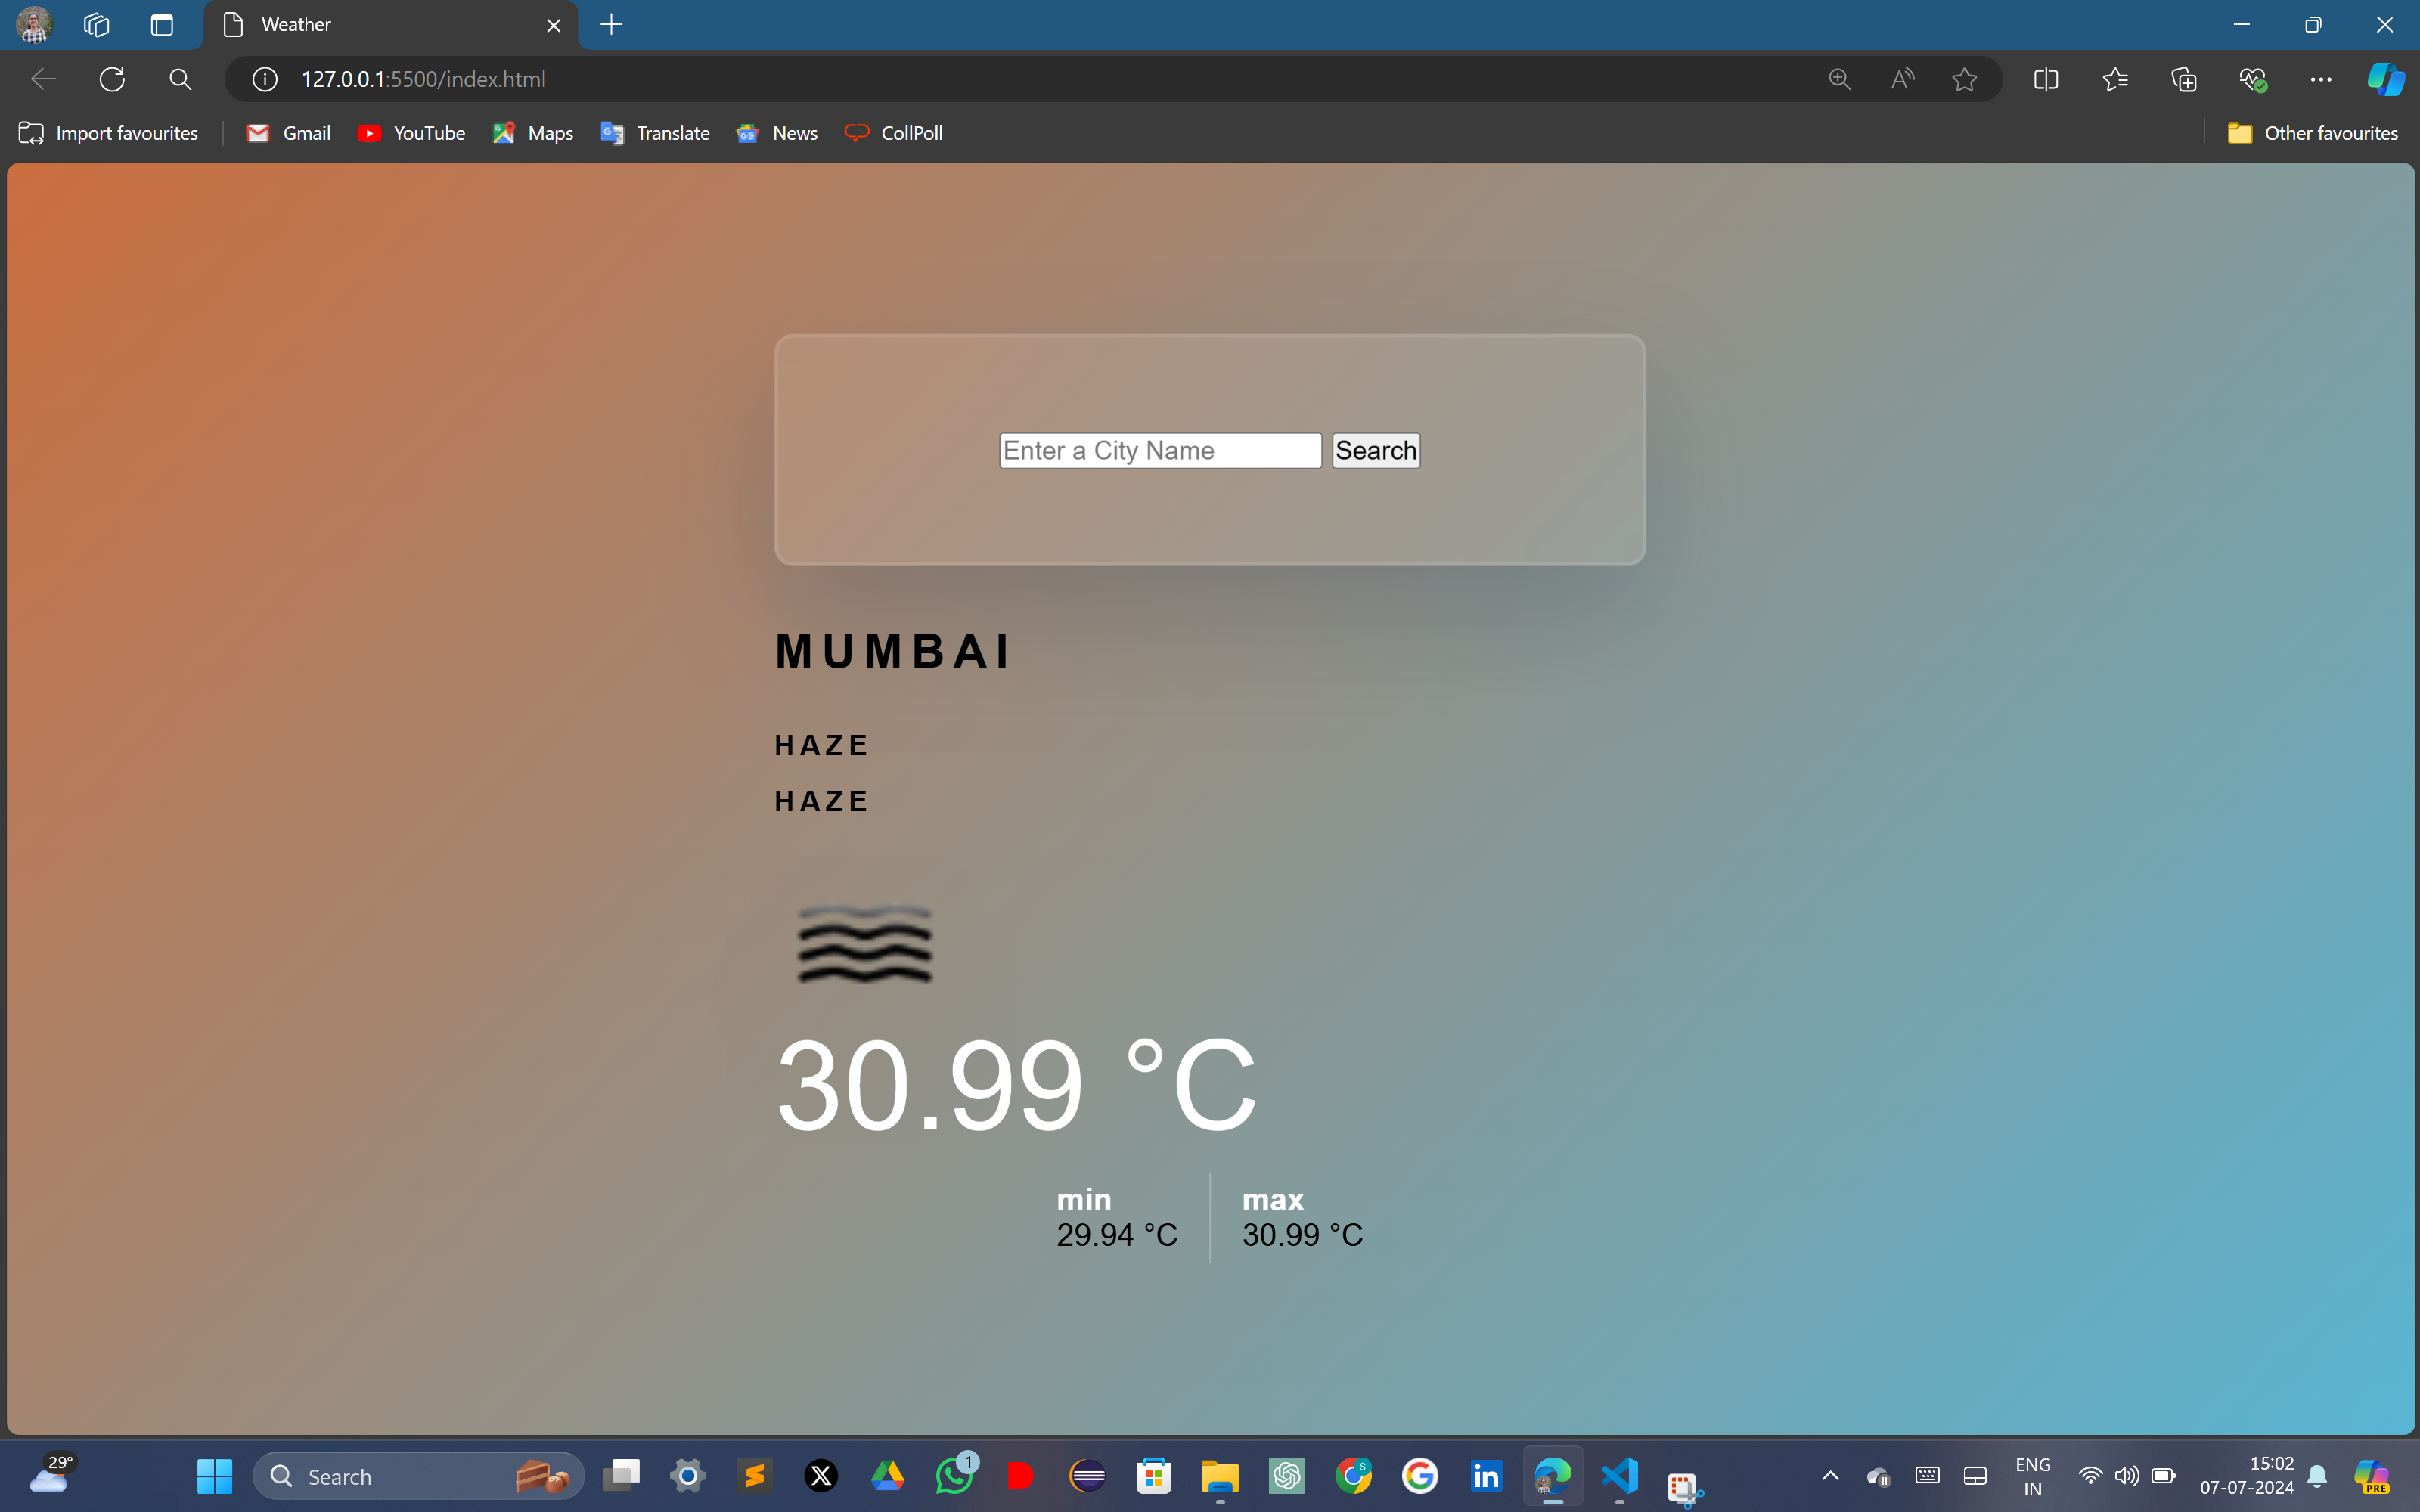 Weather
127.0.0.1:5500/index.html
Import favourites
Gmail
YouTube
Maps
Translate
News
CollPoll
Other favourites
Enter a City Name
Search
MUMBAI
HAZE
HAZE
30.99 °C
min
max
29.94 °C
30.99 °C
29°
Search
1
S
in
ENG
IN
15:02
07-07-2024
PRE